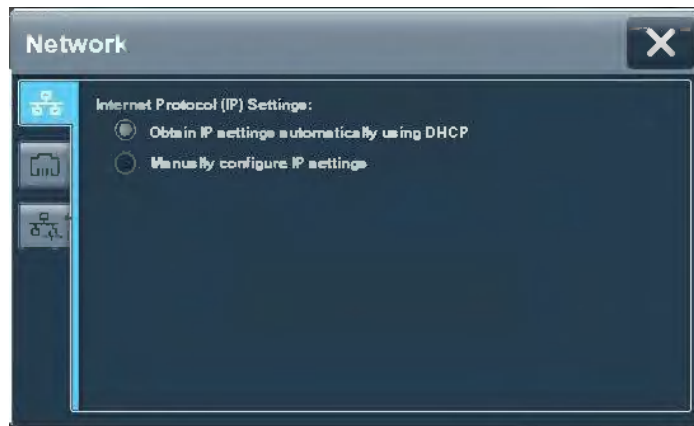 Network
Internet Protocol (IP) Settings:
Obtain IP settings automatically using DHCP
Manually configure IP settings